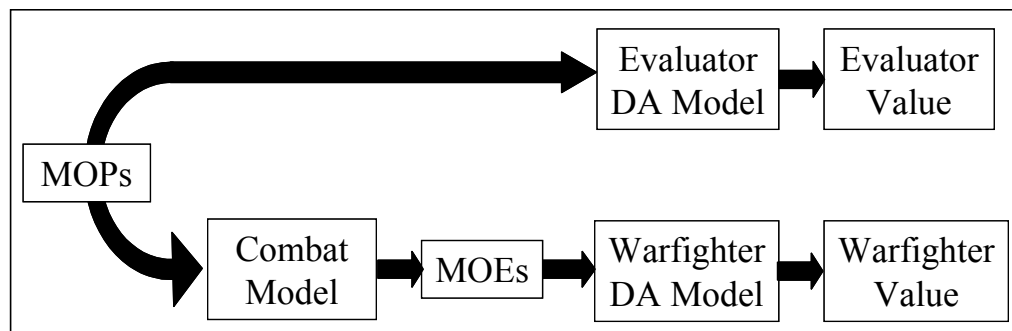 Evaluator
DA Model
Evaluator
Value
MOPs
Combat
Model
MOEs
Warfighter
DA Model
Warfighter
Value